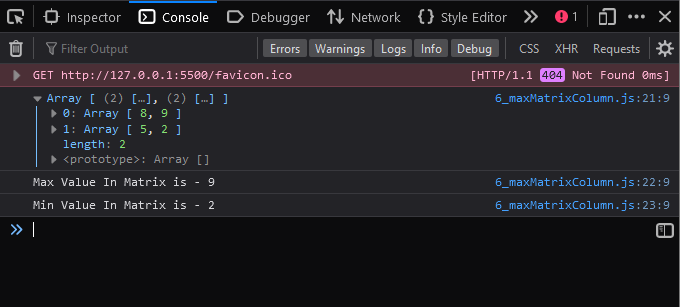 Inspector Console Debugger Network Style Editor >> 1
Filter Output Errors Warnings Logs Info Debug CSS XHR Requests
GET http://127.0.0.1:5500/favicon.ico [HTTP/1.1 404 Not Found 0ms]
Array [ (2) […], (2) […] ] 6_maxMatrixColumn.js:21:9
0: Array [ 8, 9 ]
1: Array [ 5, 2 ]
length: 2
<prototype>: Array []
Max Value In Matrix is - 9 6_maxMatrixColumn.js:22:9
Min Value In Matrix is - 2 6_maxMatrixColumn.js:23:9